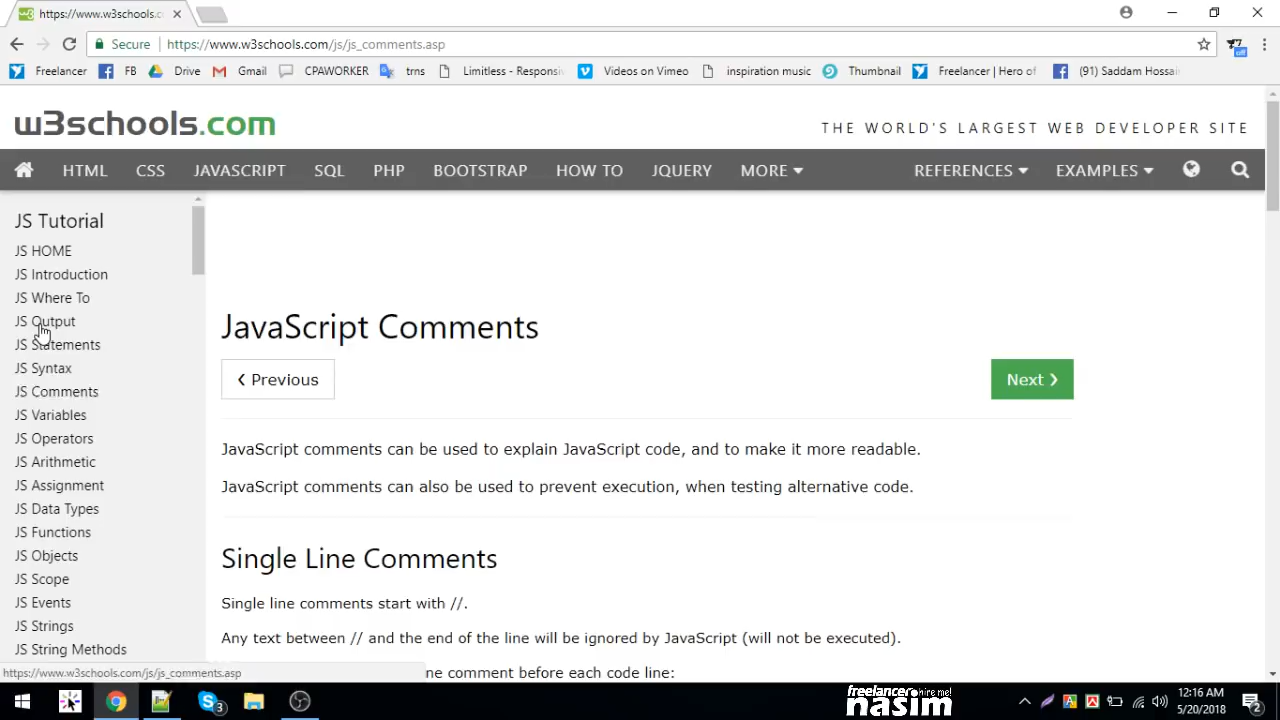 https://www.w3schools.c
Secure
https://www.w3schools.com/js/js_comments.asp
off
Freelancer
FB
Drive
Gmail
CPAWORKER
trns
Limitless - Responsiv
Videos on Vimeo
inspiration music
Thumbnail
Freelancer | Hero of
(91) Saddam Hossai
w3schools.com
THE WORLD'S LARGEST WEB DEVELOPER SITE
HTML CSS JAVASCRIPT SQL PHP BOOTSTRAP HOW TO JQUERY MORE REFERENCES EXAMPLES
JS Tutorial
JS HOME
JS Introduction
JS Where To
JS Output
JS Statements
JS Syntax
JS Comments
JS Variables
JS Operators
JS Arithmetic
JS Assignment
JS Data Types
JS Functions
JS Objects
JS Scope
JS Events
JS Strings
JS String Methods
JavaScript Comments
❮ Previous
Next ❯
JavaScript comments can be used to explain JavaScript code, and to make it more readable.
JavaScript comments can also be used to prevent execution, when testing alternative code.
Single Line Comments
Single line comments start with //.
Any text between // and the end of the line will be ignored by JavaScript (will not be executed).
ne comment before each code line:
https://www.w3schools.com/js/js_comments.asp
3
freelancer hire me!
nasim
12:16 AM
5/20/2018
2